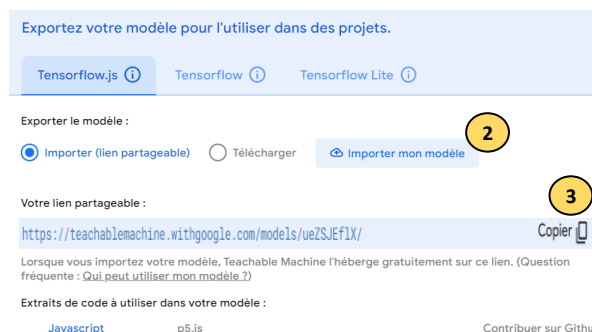 Exportez votre modèle pour l'utiliser dans des projets.
Tensorflow.js Tensorflow Tensorflow Lite
Exporter le modèle :
2
Importer (lien partageable) Télécharger Importer mon modèle
3
Votre lien partageable :
https://teachablemachine.withgoogle.com/models/ueZSJEflX/ Copier
Lorsque vous importez votre modèle, Teachable Machine l'héberge gratuitement sur ce lien. (Question
fréquente : Qui peut utiliser mon modèle ?)
Extraits de code à utiliser dans votre modèle :
Javascript p5.js Contribuer sur Githu